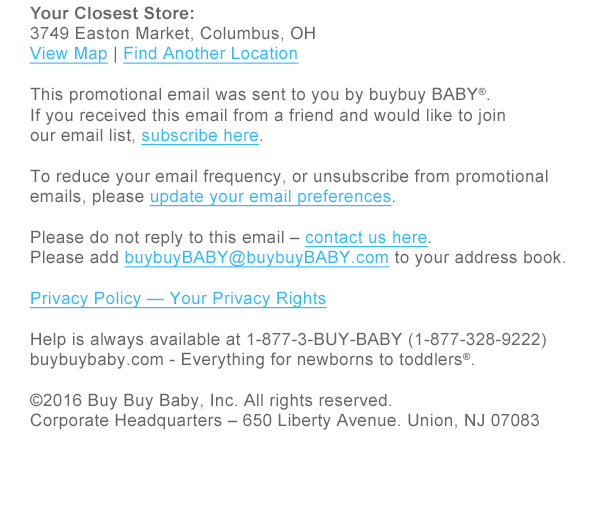 Your Closest Store:
3749 Easton Market, Columbus, OH
View Map | Find Another Location
This promotional email was sent to you by buybuy BABY®.
If you received this email from a friend and would like to join
our email list, subscribe here.
To reduce your email frequency, or unsubscribe from promotional
emails, please update your email preferences.
Please do not reply to this email – contact us here.
Please add buybuyBABY@buybuyBABY.com to your address book.
Privacy Policy — Your Privacy Rights
Help is always available at 1-877-3-BUY-BABY (1-877-328-9222)
buybuybaby.com - Everything for newborns to toddlers®.
©2016 Buy Buy Baby, Inc. All rights reserved.
Corporate Headquarters – 650 Liberty Avenue. Union, NJ 07083